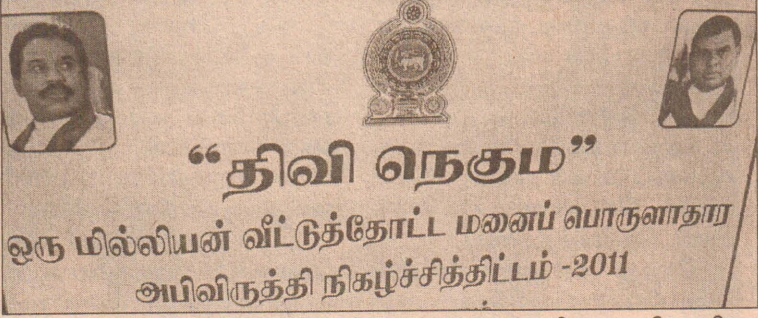 “திவி நெகும”
ஒரு மில்லியன் வீட்டுத்தோட்ட மனைப் பொருளாதார
அபிவிருத்தி நிகழ்ச்சித்திட்டம் -2011